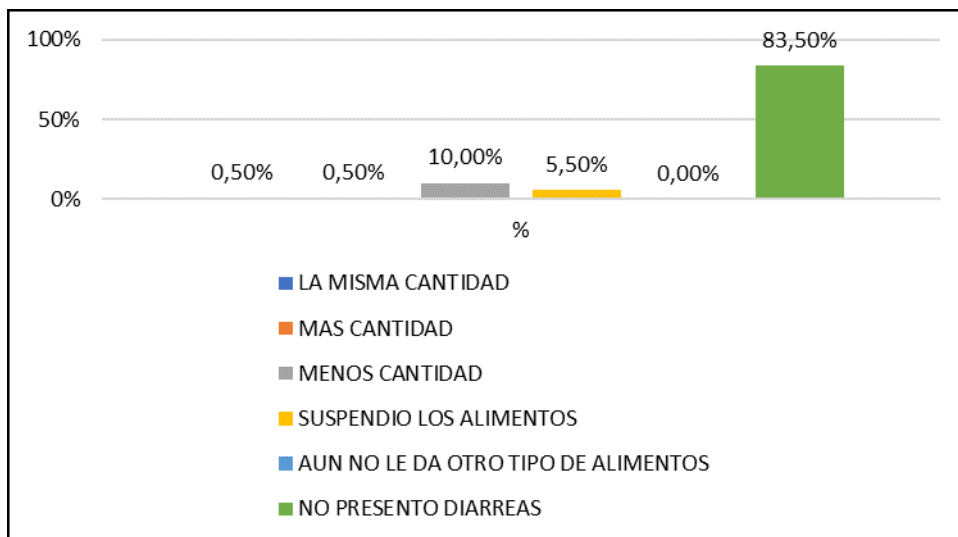 100%
83,50%
50%
10,00%
5,50%
0,50%
0,50%
0,00%
0%
%
LA MISMA CANTIDAD
MAS CANTIDAD
MENOS CANTIDAD
SUSPENDIO LOS ALIMENTOS
AUN NO LE DA OTRO TIPO DE ALIMENTOS
NO PRESENTO DIARREAS